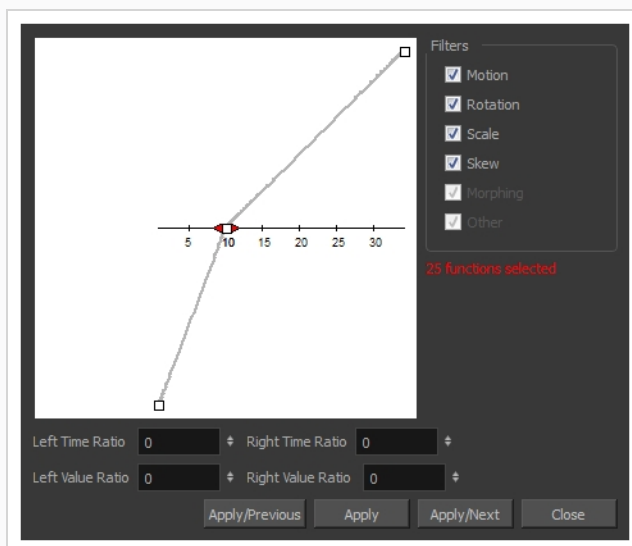 Filters
Motion
Rotation
Scale
Skew
Morphing
Other
5 10 15 20 25 30
25 functions selected
Left Time Ratio 0 Right Time Ratio 0
Left Value Ratio 0 Right Value Ratio 0
Apply/Previous Apply Apply/Next Close